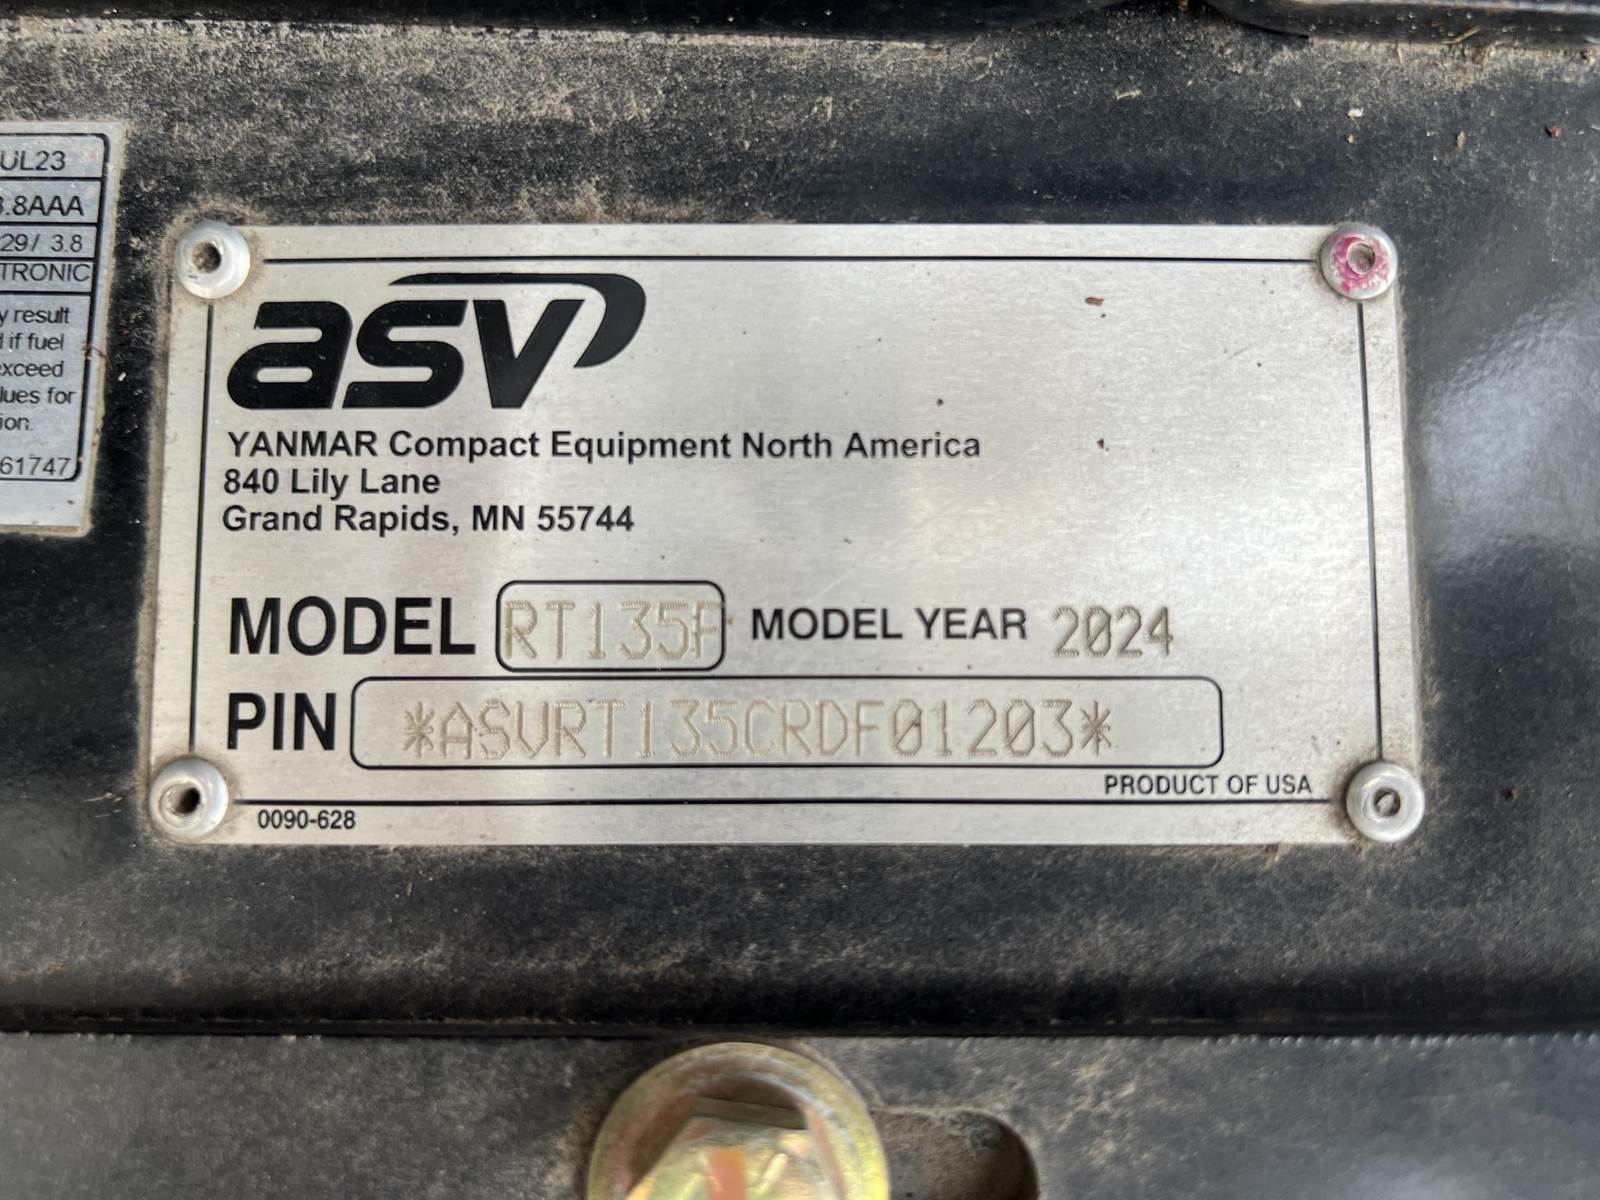 UL23
.8AAA
29/ 3.8
TRONIC
y result
if fuel
xceed
lues for
ion.
61747
asv
YANMAR Compact Equipment North America
840 Lily Lane
Grand Rapids, MN 55744
MODEL RT135F MODEL YEAR 2024
PIN *ASVRT135CRDF01203*
PRODUCT OF USA
0090-628